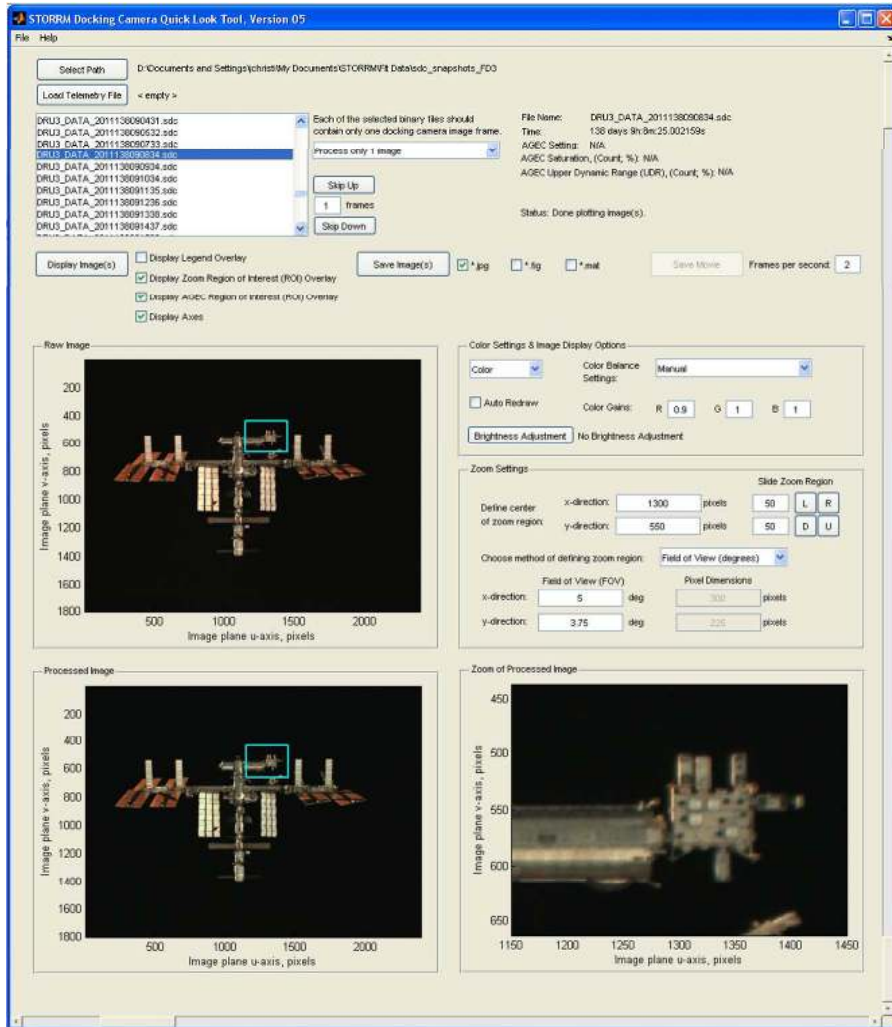 STORRM Docking Camera Quick Look Tool, Version 05
File Help
Select Path D:\Documents and Settings\jchristi\My Documents\STORRM\Flt Data\sdc_snapshots_FD3
Load Telemetry File < empty >
DRU3_DATA_2011138090431.sdc
DRU3_DATA_2011138090532.sdc
DRU3_DATA_2011138090733.sdc
DRU3_DATA_2011138090834.sdc
DRU3_DATA_2011138090934.sdc
DRU3_DATA_2011138091034.sdc
DRU3_DATA_2011138091135.sdc
DRU3_DATA_2011138091236.sdc
DRU3_DATA_2011138091338.sdc
DRU3_DATA_2011138091437.sdc
Each of the selected binary files should
contain only one docking camera image frame.
Process only 1 image
Skip Up
1 frames
Skip Down
File Name: DRU3_DATA_2011138090834.sdc
Time: 138 days 9h:8m:25.002159s
AGEC Setting: N/A
AGEC Saturation, (Count; %): N/A
AGEC Upper Dynamic Range (UDR), (Count; %): N/A
Status: Done plotting image(s).
Display Image(s)
Display Legend Overlay
Display Zoom Region of Interest (ROI) Overlay
Display AGEC Region of Interest (ROI) Overlay
Display Axes
Save Image(s) *.jpg *.fig *.mat Save Movie Frames per second: 2
Raw Image
Image plane v-axis, pixels
200
400
600
800
1000
1200
1400
1600
1800
500 1000 1500 2000
Image plane u-axis, pixels
Color Settings & Image Display Options
Color
Color Balance
Settings:
Manual
Auto Redraw Color Gains: R 0.9 G 1 B 1
Brightness Adjustment No Brightness Adjustment
Zoom Settings
Slide Zoom Region
Define center
of zoom region:
x-direction: 1300 pixels 50 L R
y-direction: 550 pixels 50 D U
Choose method of defining zoom region: Field of View (degrees)
Field of View (FOV) Pixel Dimensions
x-direction: 5 deg 300 pixels
y-direction: 3.75 deg 225 pixels
Processed Image
Image plane v-axis, pixels
200
400
600
800
1000
1200
1400
1600
1800
500 1000 1500 2000
Image plane u-axis, pixels
Zoom of Processed Image
Image plane v-axis, pixels
450
500
550
600
650
1150 1200 1250 1300 1350 1400 1450
Image plane u-axis, pixels